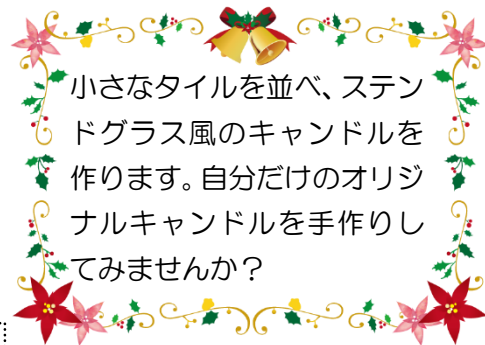 小さなタイルを並べ、ステン
ドグラス風のキャンドルを
作ります。自分だけのオリジ
ナルキャンドルを手作りし
てみませんか？